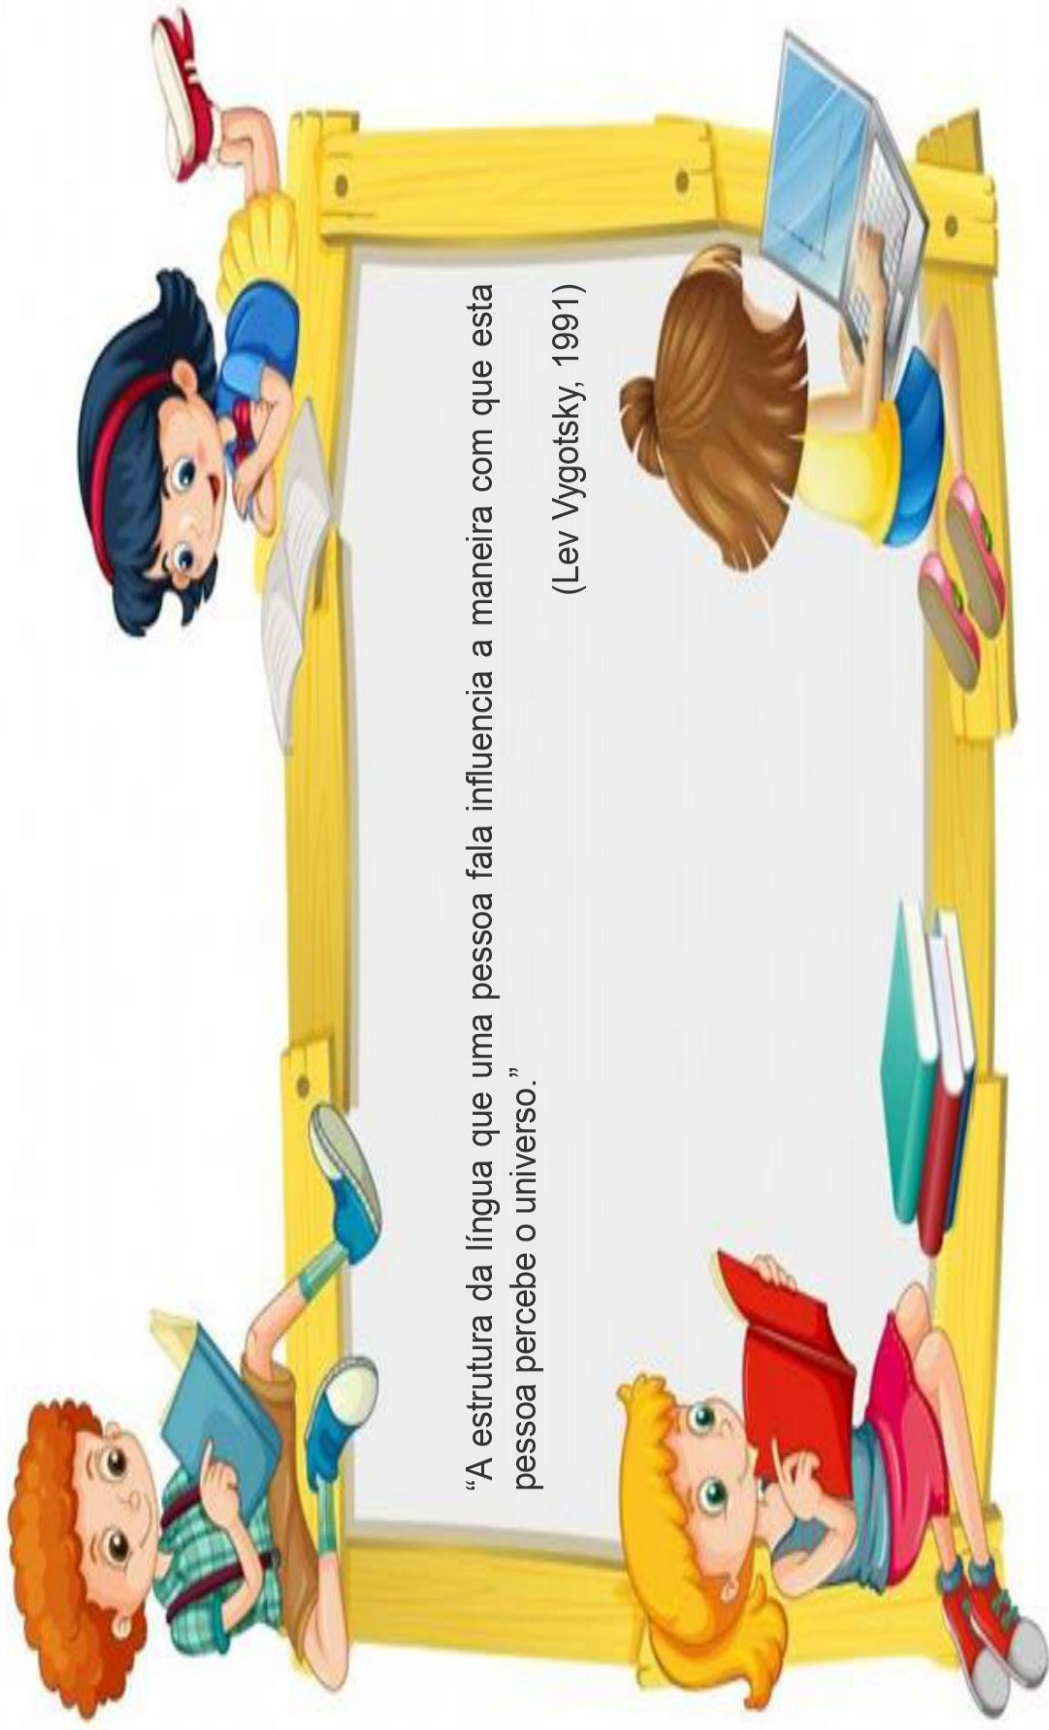 “A estrutura da língua que uma pessoa fala influencia a maneira com que esta
pessoa percebe o universo.”
(Lev Vygotsky, 1991)